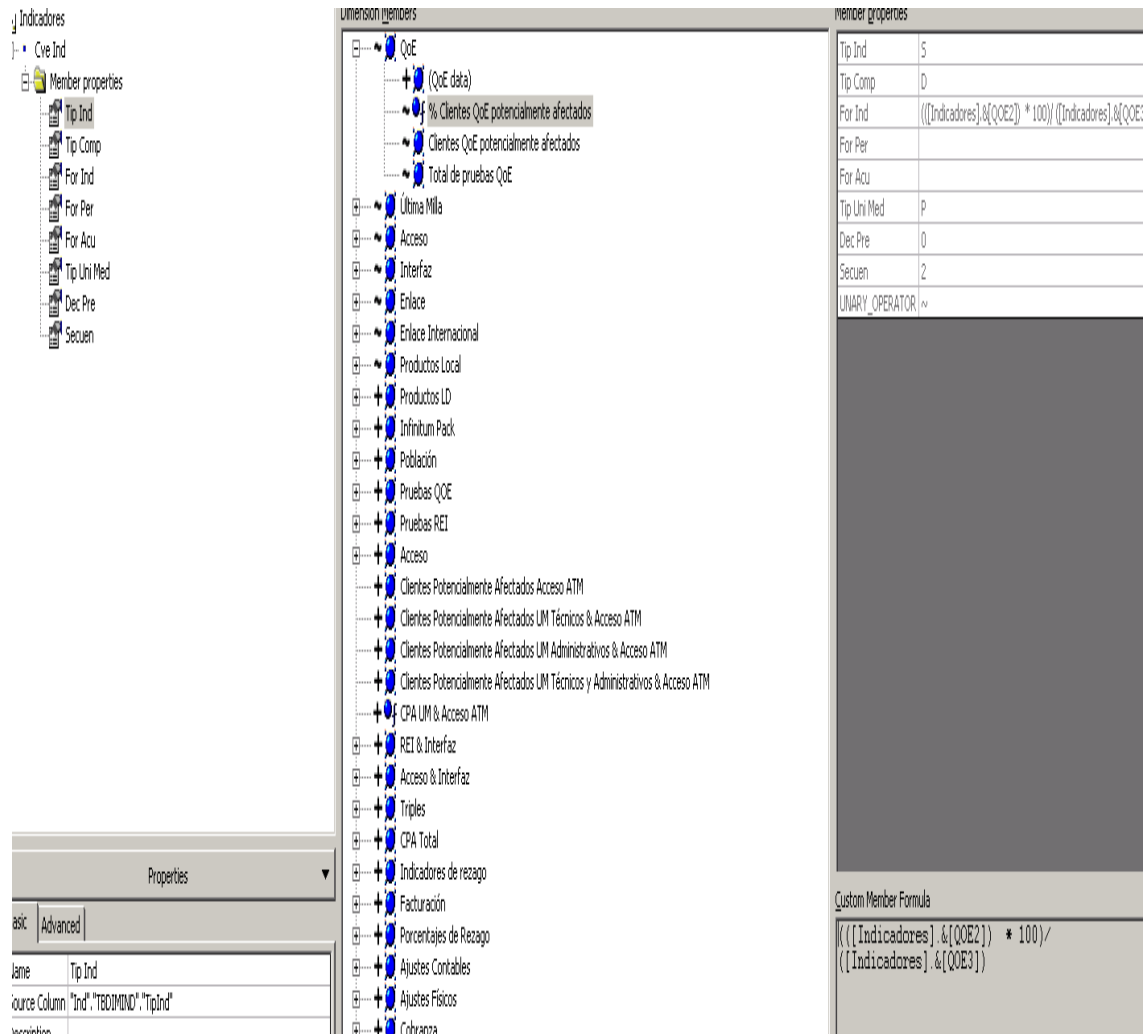 Indicadores
Cve Ind
Member properties
Tip Ind
Tip Comp
For Ind
For Per
For Acu
Tip Uni Med
Dec Pre
Secuen
Properties
Basic
Advanced
Name
Tip Ind
Source Column
"Ind"."TBDIMIND"."TipInd"
Description
Dimension Members
QoE
(QoE data)
% Clientes QoE potencialmente afectados
Clientes QoE potencialmente afectados
Total de pruebas QoE
Última Milla
Acceso
Interfaz
Enlace
Enlace Internacional
Productos Local
Productos LD
Infinitum Pack
Población
Pruebas QOE
Pruebas REI
Acceso
Clientes Potencialmente Afectados Acceso ATM
Clientes Potencialmente Afectados UM Técnicos & Acceso ATM
Clientes Potencialmente Afectados UM Administrativos & Acceso ATM
Clientes Potencialmente Afectados UM Técnicos y Administrativos & Acceso ATM
CPA UM & Acceso ATM
REI & Interfaz
Acceso & Interfaz
Triples
CPA Total
Indicadores de rezago
Facturación
Porcentajes de Rezago
Ajustes Contables
Ajustes Físicos
Cobranza
Member properties
Tip Ind S
Tip Comp D
For Ind (([Indicadores].&[QOE2]) * 100)/ ([Indicadores].&[QOE3
For Per
For Acu
Tip Uni Med P
Dec Pre 0
Secuen 2
UNARY_OPERATOR ~
Custom Member Formula
(([Indicadores].&[QOE2]) * 100)/
([Indicadores].&[QOE3])